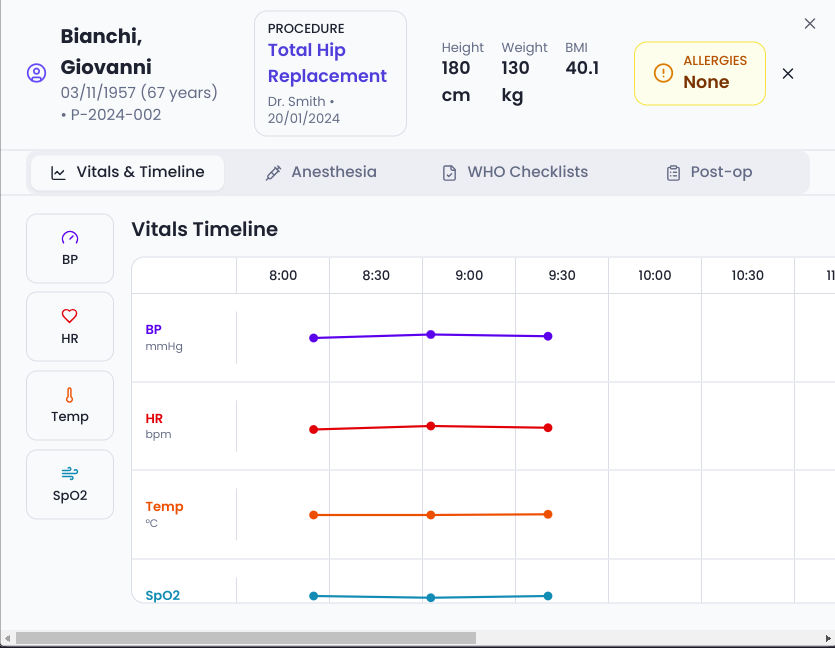 Bianchi,
Giovanni
03/11/1957 (67 years)
• P-2024-002
PROCEDURE
Total Hip
Replacement
Dr. Smith •
20/01/2024
Height
180
cm
Weight
130
kg
BMI
40.1
ALLERGIES
None
Vitals & Timeline
Anesthesia
WHO Checklists
Post-op
BP
HR
Temp
SpO2
Vitals Timeline
8:00 8:30 9:00 9:30 10:00 10:30 11
BP
mmHg
HR
bpm
Temp
°C
SpO2